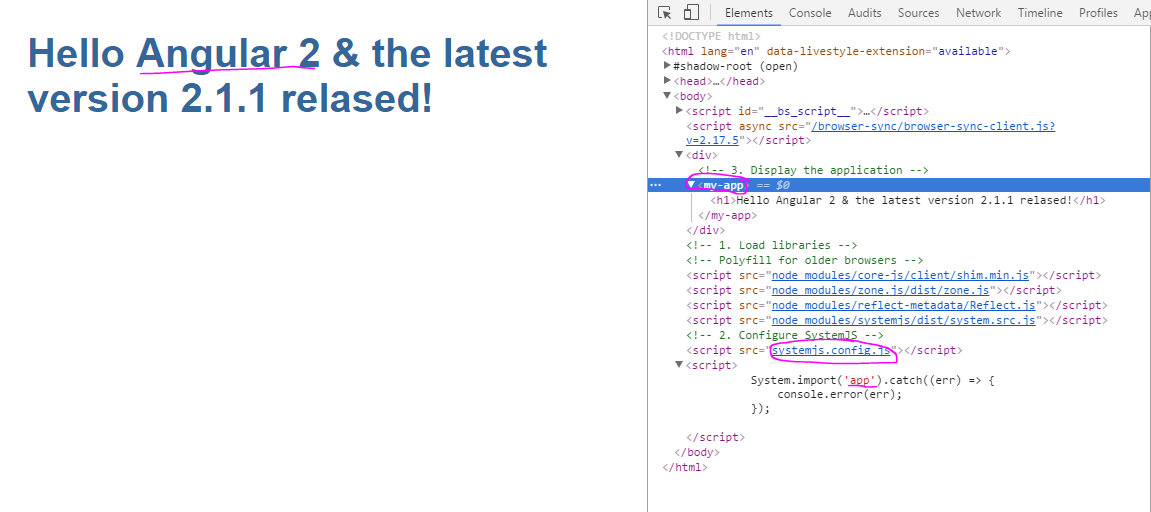 Hello Angular 2 & the latest
version 2.1.1 relased!
Elements Console Audits Sources Network Timeline Profiles Ap
<!DOCTYPE html>
<html lang="en" data-livestyle-extension="available">
#shadow-root (open)
<head>…</head>
<body>
<script id="__bs_script__">…</script>
<script async src="/browser-sync/browser-sync-client.js?
v=2.17.5"></script>
<div>
<!-- 3. Display the application -->
<my-app> == $0
<h1>Hello Angular 2 & the latest version 2.1.1 relased!</h1>
</my-app>
</div>
<!-- 1. Load libraries -->
<!-- Polyfill for older browsers -->
<script src="node_modules/core-js/client/shim.min.js"></script>
<script src="node_modules/zone.js/dist/zone.js"></script>
<script src="node_modules/reflect-metadata/Reflect.js"></script>
<script src="node_modules/systemjs/dist/system.src.js"></script>
<!-- 2. Configure SystemJS -->
<script src="systemjs.config.js"></script>
<script>
System.import('app').catch((err) => {
console.error(err);
});
</script>
</body>
</html>